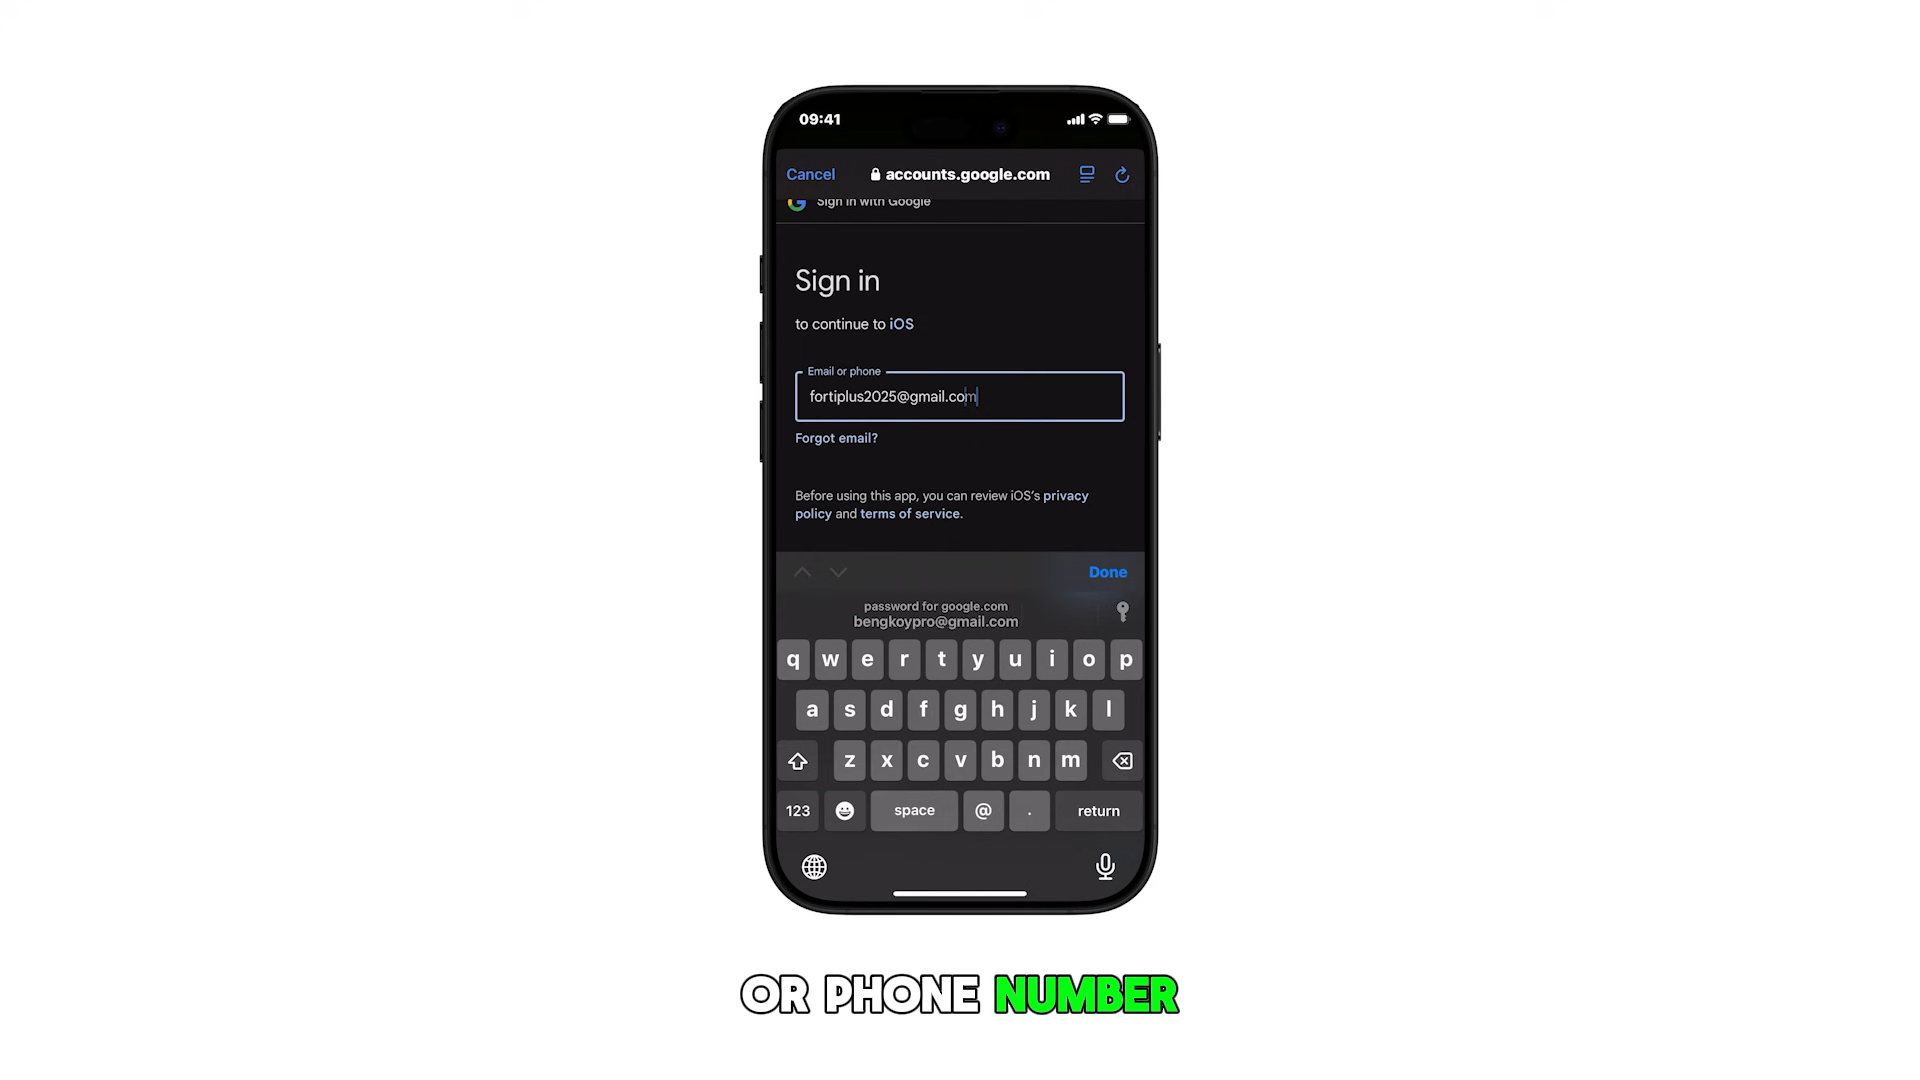 09:41
Cancel accounts.google.com
Sign in with Google
Sign in
to continue to iOS
Email or phone
fortiplus2025@gmail.com
Forgot email?
Before using this app, you can review iOS's privacy
policy and terms of service.
Done
password for google.com
bengkoypro@gmail.com
q w e r t y u i o p
a s d f g h j k l
z x c v b n m
123 space @ . return
OR PHONE NUMBER